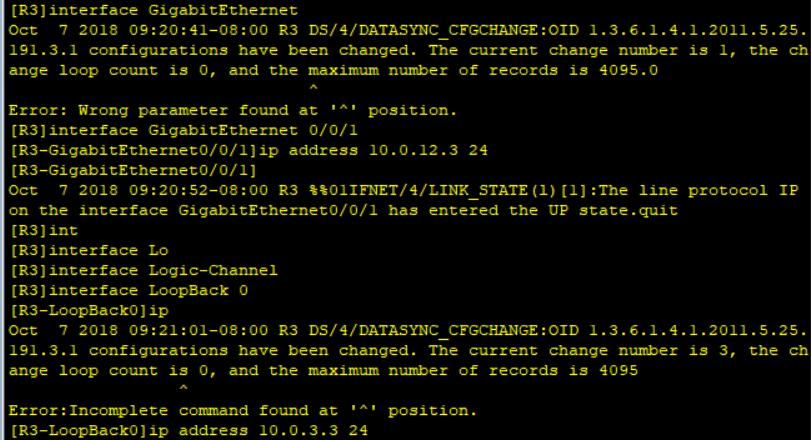 [R3]interface GigabitEthernet
Oct  7 2018 09:20:41-08:00 R3 DS/4/DATASYNC_CFGCHANGE:OID 1.3.6.1.4.1.2011.5.25.
191.3.1 configurations have been changed. The current change number is 1, the ch
ange loop count is 0, and the maximum number of records is 4095.0
^
Error: Wrong parameter found at '^' position.
[R3]interface GigabitEthernet 0/0/1
[R3-GigabitEthernet0/0/1]ip address 10.0.12.3 24
[R3-GigabitEthernet0/0/1]
Oct  7 2018 09:20:52-08:00 R3 %%01IFNET/4/LINK_STATE(l)[1]:The line protocol IP
on the interface GigabitEthernet0/0/1 has entered the UP state.quit
[R3]int
[R3]interface Lo
[R3]interface Logic-Channel
[R3]interface LoopBack 0
[R3-LoopBack0]ip
Oct  7 2018 09:21:01-08:00 R3 DS/4/DATASYNC_CFGCHANGE:OID 1.3.6.1.4.1.2011.5.25.
191.3.1 configurations have been changed. The current change number is 3, the ch
ange loop count is 0, and the maximum number of records is 4095
^
Error:Incomplete command found at '^' position.
[R3-LoopBack0]ip address 10.0.3.3 24